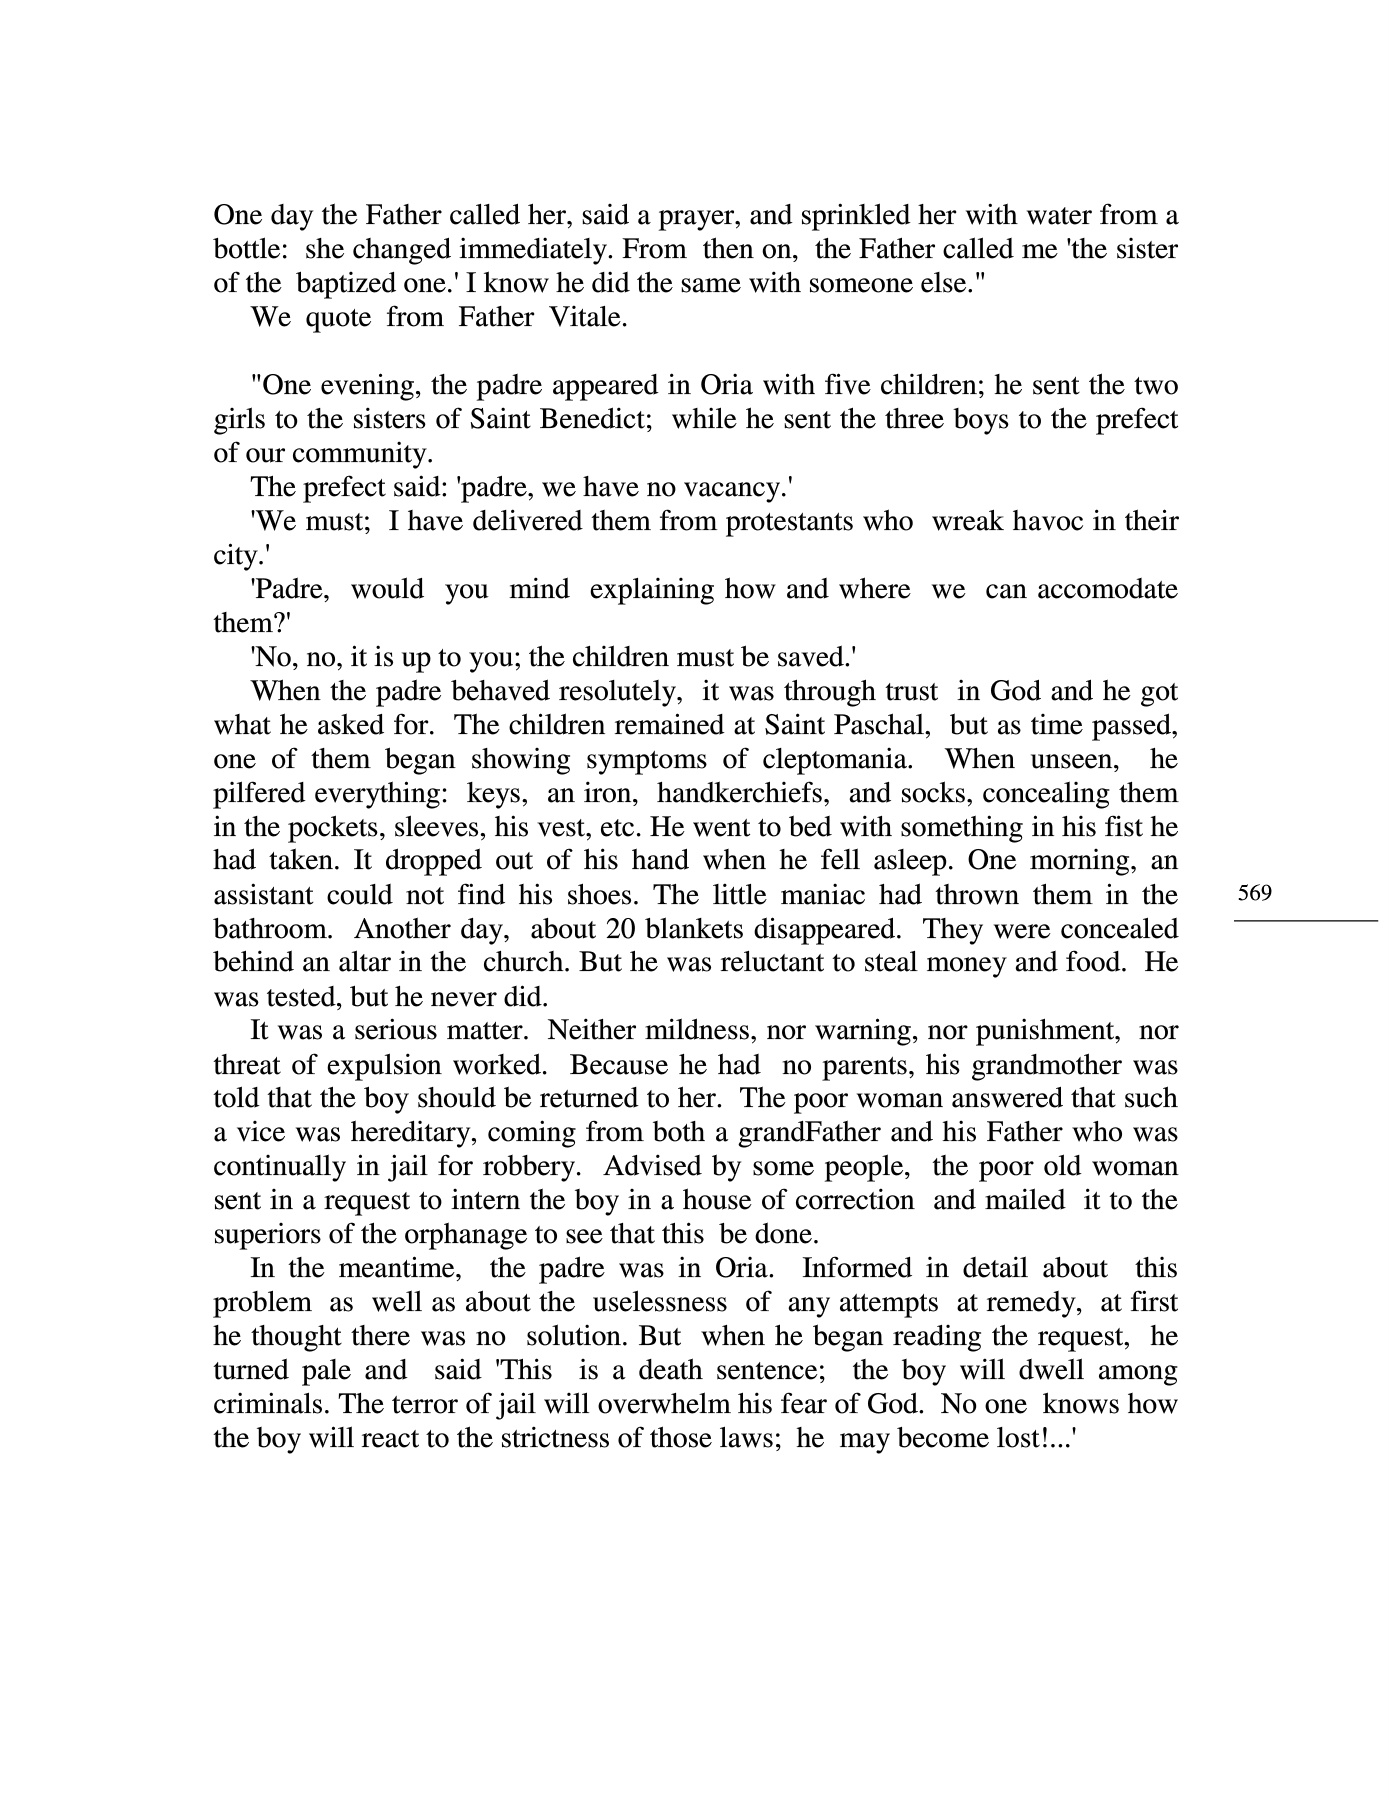 One day the Father called her, said a prayer, and sprinkled her with water from a
bottle: she changed immediately. From then on, the Father called me 'the sister
of the baptized one.' I know he did the same with someone else."
We quote from Father Vitale.
"One evening, the padre appeared in Oria with five children; he sent the two
girls to the sisters of Saint Benedict; while he sent the three boys to the prefect
of our community.
The prefect said: 'padre, we have no vacancy.'
'We must; I have delivered them from protestants who wreak havoc in their
city.'
'Padre, would you mind explaining how and where we can accomodate
them?'
'No, no, it is up to you; the children must be saved.'
When the padre behaved resolutely, it was through trust in God and he got
what he asked for. The children remained at Saint Paschal, but as time passed,
one of them began showing symptoms of cleptomania. When unseen, he
pilfered everything: keys, an iron, handkerchiefs, and socks, concealing them
in the pockets, sleeves, his vest, etc. He went to bed with something in his fist he
had taken. It dropped out of his hand when he fell asleep. One morning, an
assistant could not find his shoes. The little maniac had thrown them in the
bathroom. Another day, about 20 blankets disappeared. They were concealed
behind an altar in the church. But he was reluctant to steal money and food. He
was tested, but he never did.
It was a serious matter. Neither mildness, nor warning, nor punishment, nor
threat of expulsion worked. Because he had no parents, his grandmother was
told that the boy should be returned to her. The poor woman answered that such
a vice was hereditary, coming from both a grandFather and his Father who was
continually in jail for robbery. Advised by some people, the poor old woman
sent in a request to intern the boy in a house of correction and mailed it to the
superiors of the orphanage to see that this be done.
In the meantime, the padre was in Oria. Informed in detail about this
problem as well as about the uselessness of any attempts at remedy, at first
he thought there was no solution. But when he began reading the request, he
turned pale and said 'This is a death sentence; the boy will dwell among
criminals. The terror of jail will overwhelm his fear of God. No one knows how
the boy will react to the strictness of those laws; he may become lost!...'
569